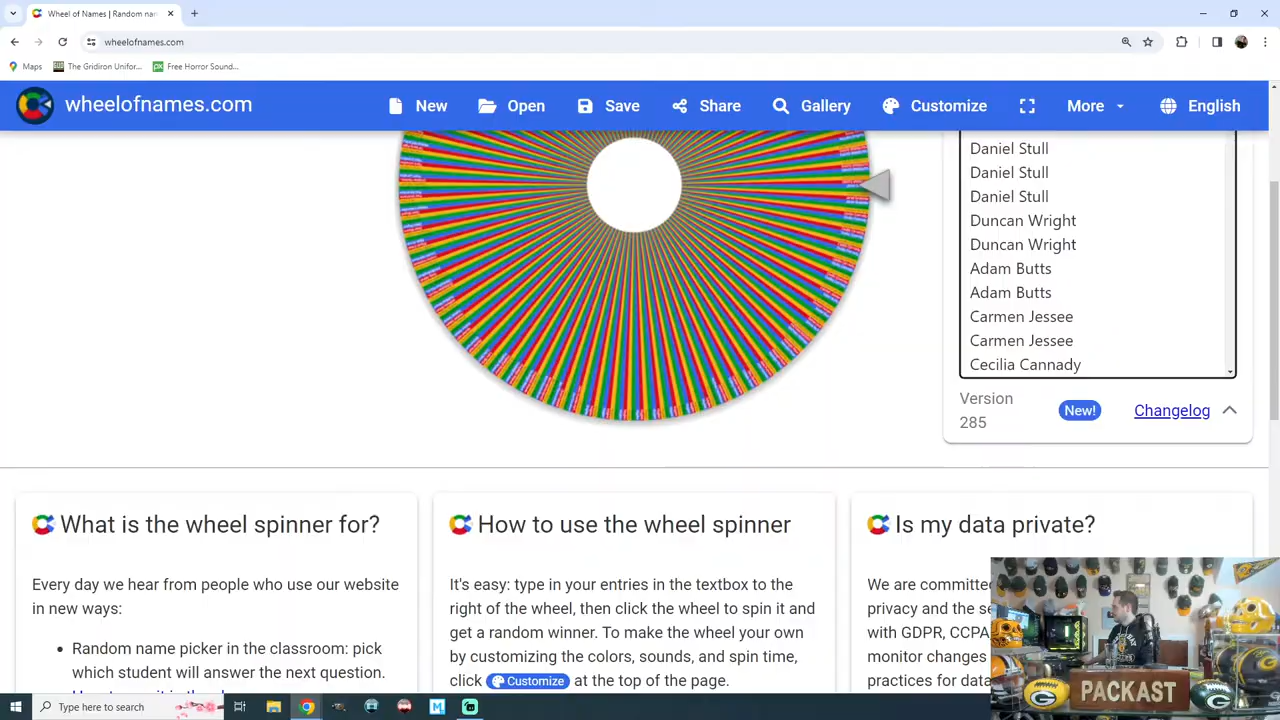 Wheel of Names | Random nam
wheelofnames.com
Maps
The Gridiron Unifor...
Free Horror Sound...
wheelofnames.com
New
Open
Save
Share
Gallery
Customize
More
English
Daniel Stull
Daniel Stull
Daniel Stull
Duncan Wright
Duncan Wright
Adam Butts
Adam Butts
Carmen Jessee
Carmen Jessee
Cecilia Cannady
Version
285
New!
Changelog
What is the wheel spinner for?
Every day we hear from people who use our website
in new ways:
Random name picker in the classroom: pick
which student will answer the next question.
How to use the wheel spinner
It's easy: type in your entries in the textbox to the
right of the wheel, then click the wheel to spin it and
get a random winner. To make the wheel your own
by customizing the colors, sounds, and spin time,
click Customize at the top of the page.
Is my data private?
We are committe
privacy and the se
with GDPR, CCPA
monitor changes
practices for data
PACKAST
Type here to search